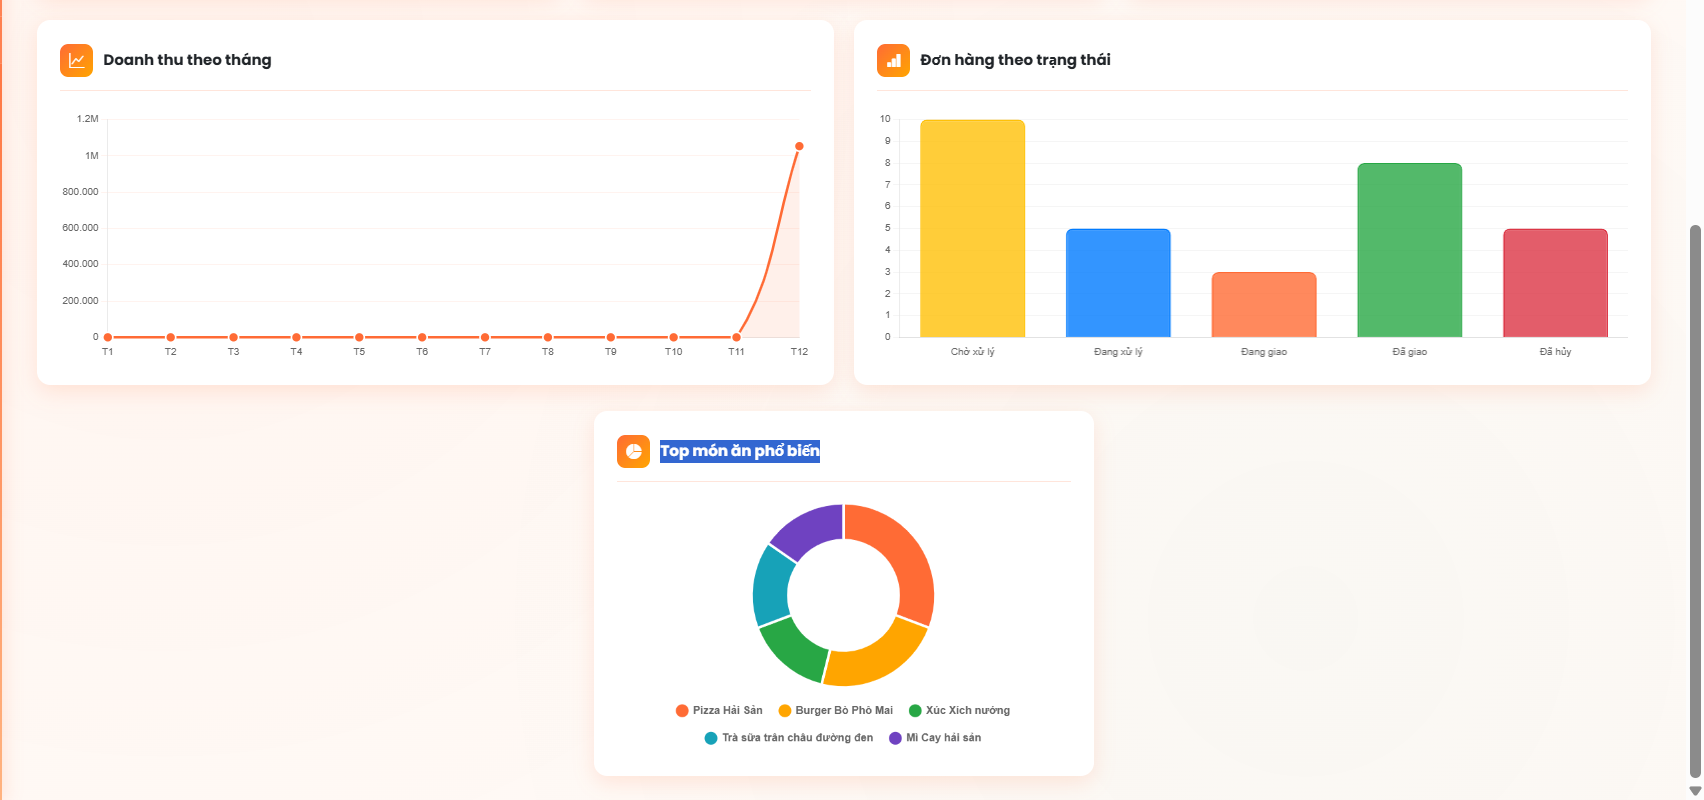 Doanh thu theo tháng
1.2M
1M
800.000
600.000
400.000
200.000
0
T1 T2 T3 T4 T5 T6 T7 T8 T9 T10 T11 T12
Đơn hàng theo trạng thái
10
9
8
7
6
5
4
3
2
1
0
Chờ xử lý Đang xử lý Đang giao Đã giao Đã hủy
Top món ăn phổ biến
Pizza Hải Sản Burger Bò Phô Mai Xúc Xích nướng
Trà sữa trân châu đường đen Mì Cay hải sản